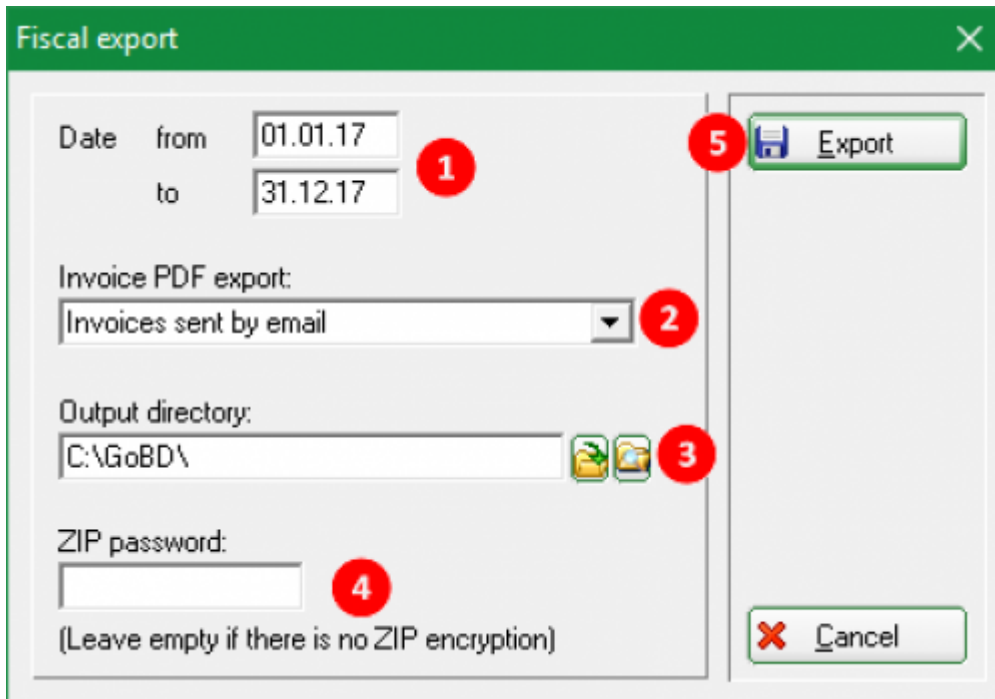 Fiscal export
Date from 01.01.17
1
to 31.12.17
5
Export
Invoice PDF export:
Invoices sent by email
2
Output directory:
C:\GoBD\
3
ZIP password:
4
(Leave empty if there is no ZIP encryption)
Cancel